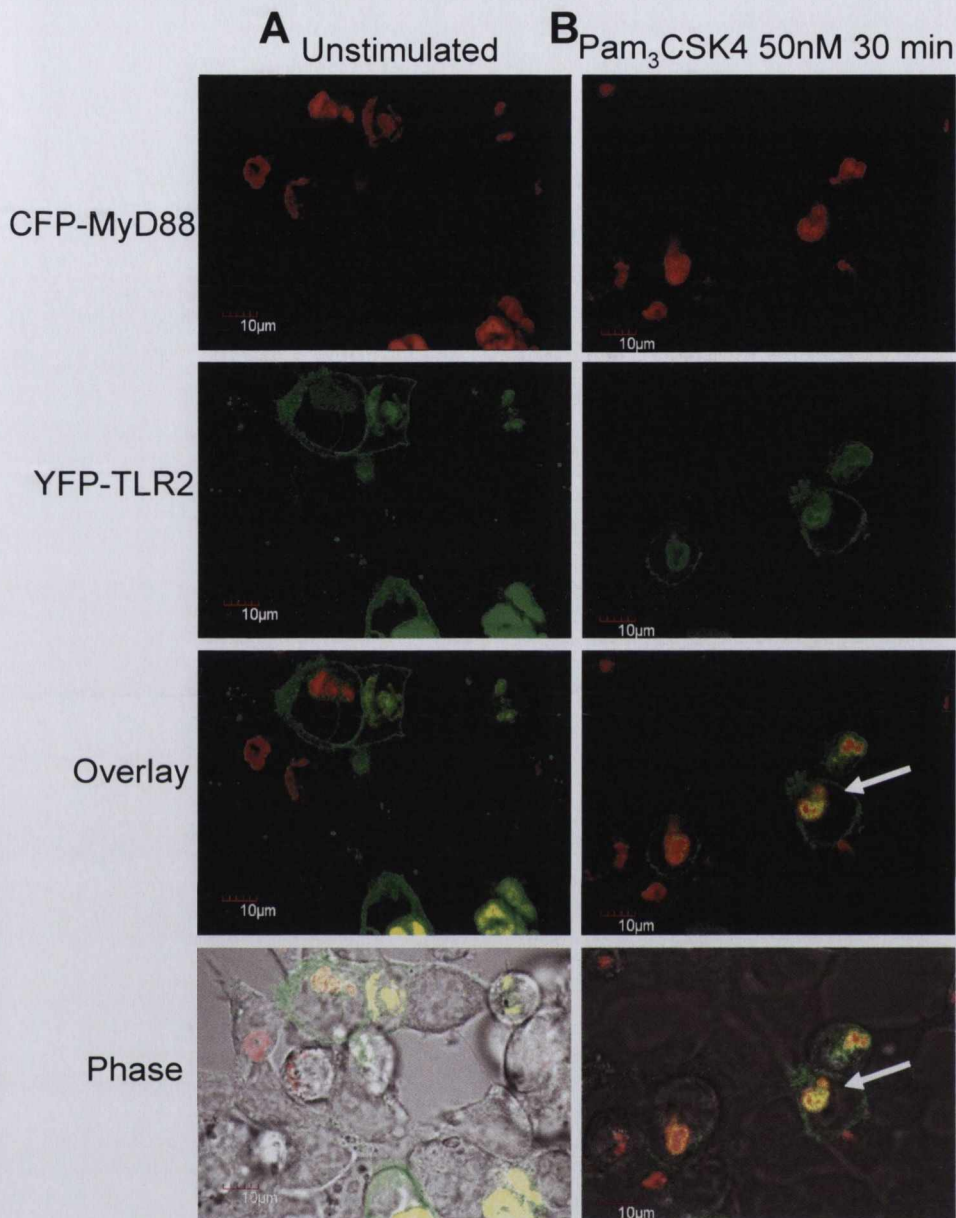 A Unstimulated
B Pam₃CSK4 50nM 30 min
CFP-MyD88
10µm
10µm
YFP-TLR2
10µm
10µm
Overlay
10µm
10µm
Phase
10µm
10µm